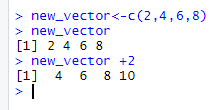 > new_vector<-c(2,4,6,8)
> new_vector
[1] 2 4 6 8
> new_vector +2
[1]  4  6  8 10
>